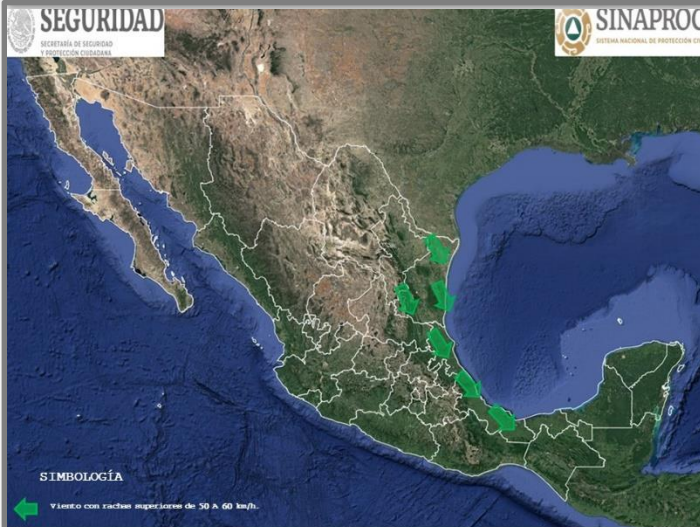 SEGURIDAD
SECRETARÍA DE SEGURIDAD
Y PROTECCIÓN CIUDADANA
SINAPROC
SISTEMA NACIONAL DE PROTECCIÓN CIV
SIMBOLOGÍA
Viento con rachas superiores de 50 A 60 km/h.